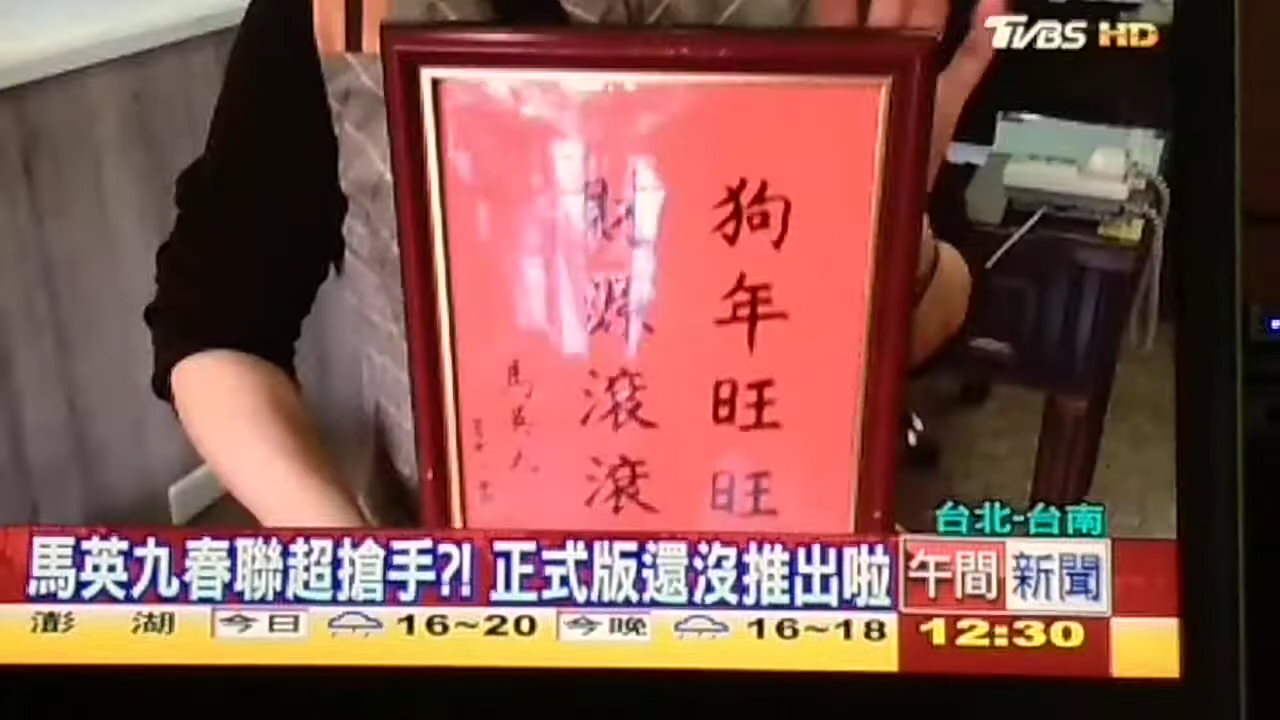 TVBS HD
狗年旺旺
財源滾滾
馬英九
台北-台南
馬英九春聯超搶手?! 正式版還沒推出啦
午間新聞
澎湖 今日 16~20 今晚 16~18
12:30